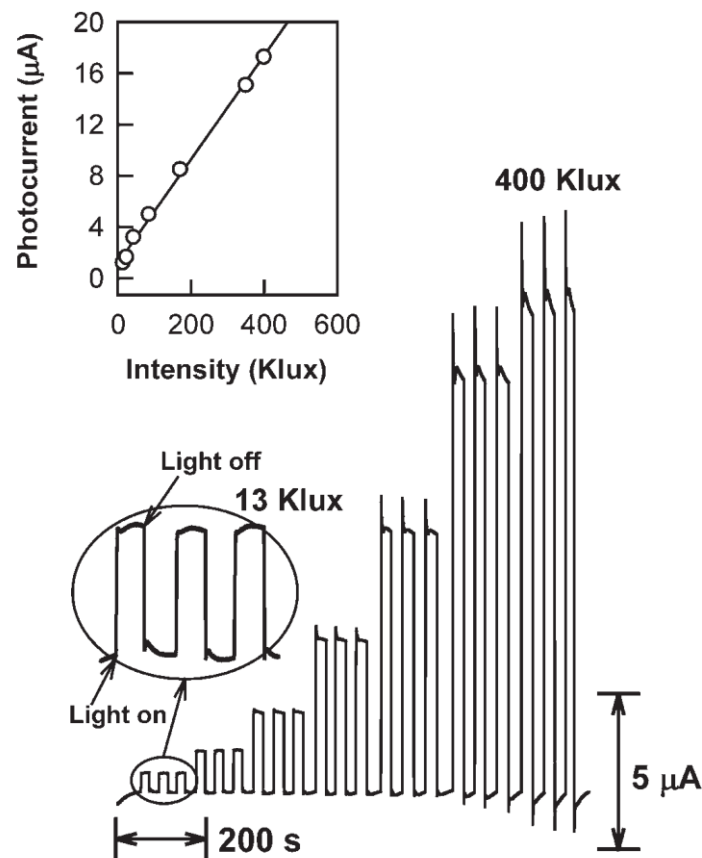 20
16
12
8
4
0
Photocurrent (μA)
0 200 400 600
Intensity (Klux)
400 Klux
Light off
13 Klux
Light on
5 μA
200 s